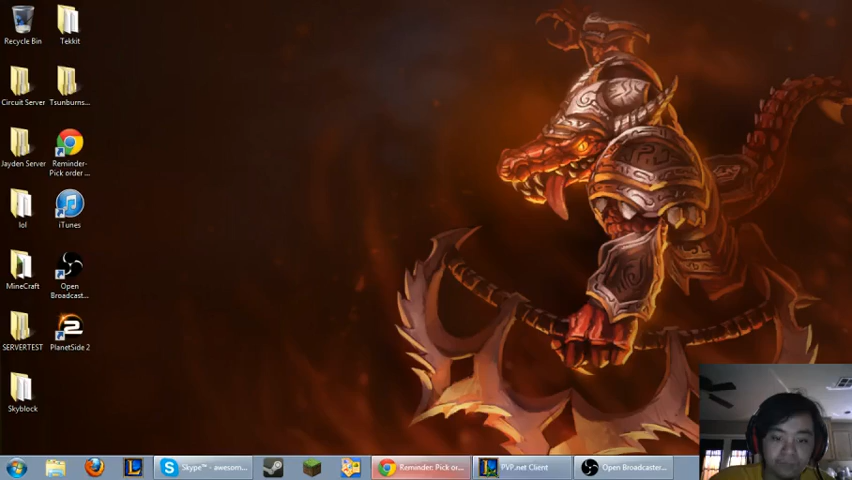 Recycle Bin
Tekkit
Circuit Server
Tsunburns...
Jayden Server
Reminder-
Pick order ...
lol
iTunes
MineCraft
Open
Broadcast...
SERVERTEST
PlanetSide 2
Skyblock
Skype™ - awesom...
Reminder: Pick or...
PVP.net Client
Open Broadcaster...